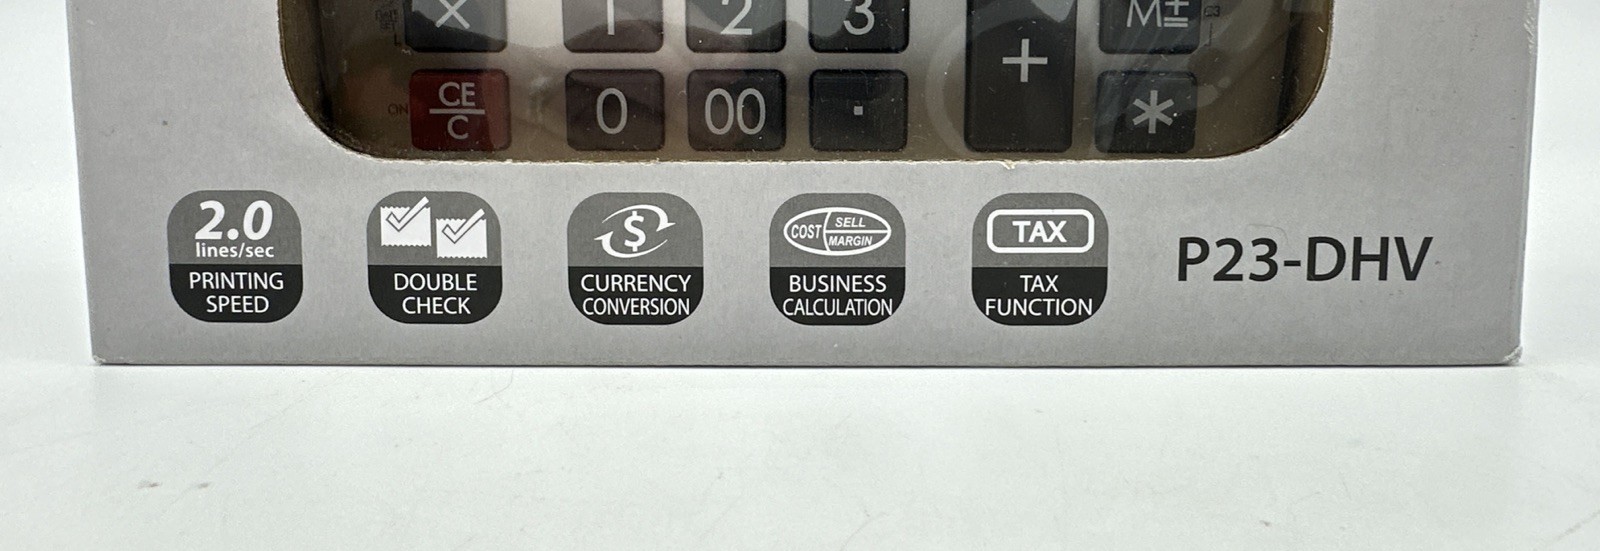 × 1 2 3 + M±
ON CE/C 0 00 . *
2.0
lines/sec
PRINTING
SPEED
DOUBLE
CHECK
$
CURRENCY
CONVERSION
COST SELL
MARGIN
BUSINESS
CALCULATION
TAX
TAX
FUNCTION
P23-DHV